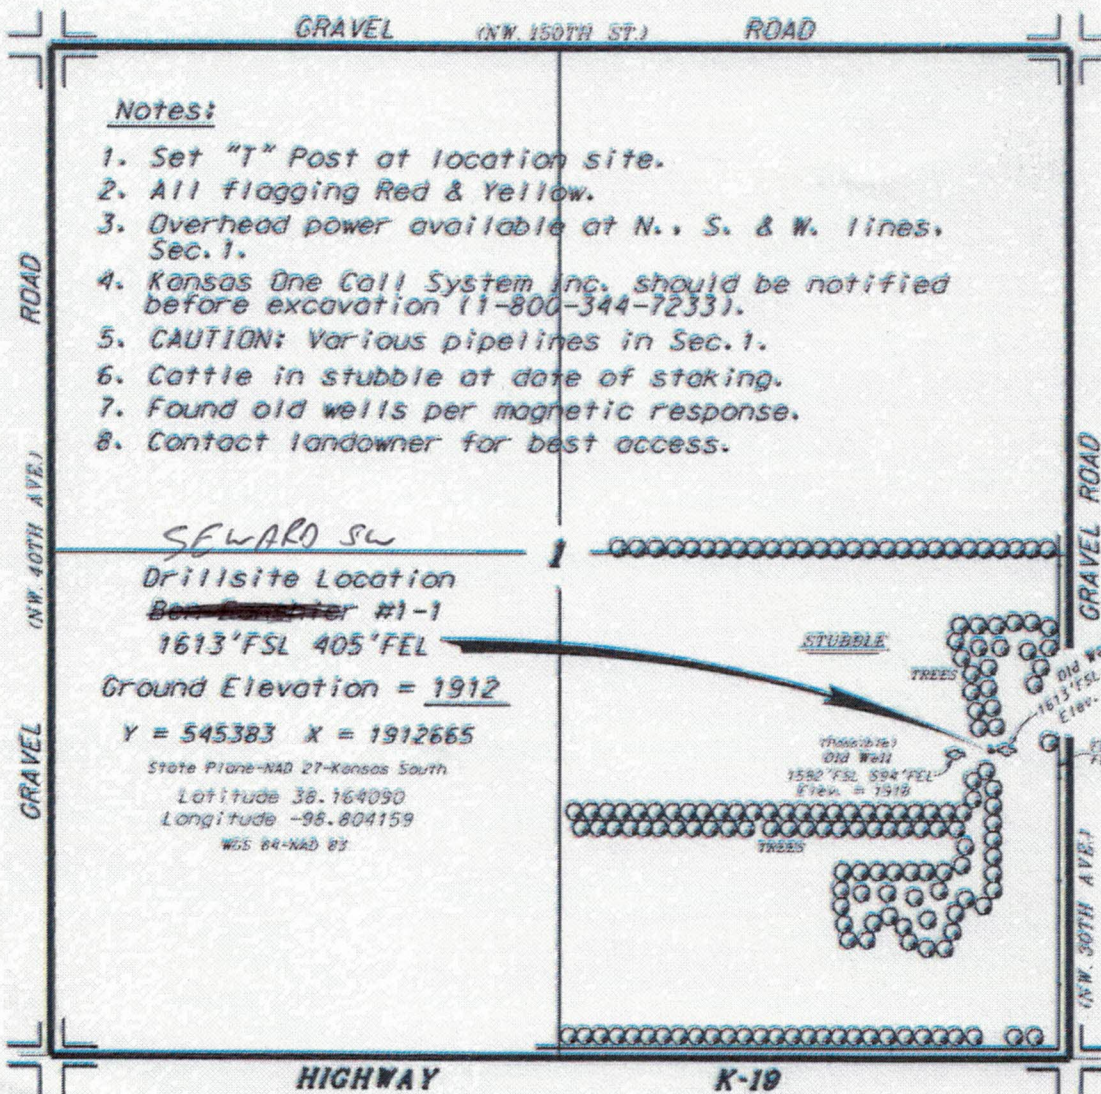 GRAVEL (NW. 150TH ST.) ROAD
Notes:
1. Set "T" Post at location site.
2. All flagging Red & Yellow.
3. Overhead power available at N., S. & W. lines,
Sec. 1.
4. Kansas One Call System Inc. should be notified
before excavation (1-800-344-7233).
5. CAUTION: Various pipelines in Sec. 1.
6. Cattle in stubble at date of staking.
7. Found old wells per magnetic response.
8. Contact landowner for best access.
GRAVEL (NW. 40TH AVE.) ROAD
SEWARD SW
1
Drillsite Location
#1-1
1613'FSL 405'FEL
Ground Elevation = 1912
Y = 545383 X = 1912665
State Plane-NAD 27-Kansas South
Latitude 38.164090
Longitude -98.804159
WGS 84-NAD 83
STUBBLE
TREES
Old
1613'FSL
Elev.
(Possible)
Old Well
1592'FSL 594'FEL
Elev. = 1918
TREES
GRAVEL ROAD
(NW. 30TH AVE.)
HIGHWAY K-19